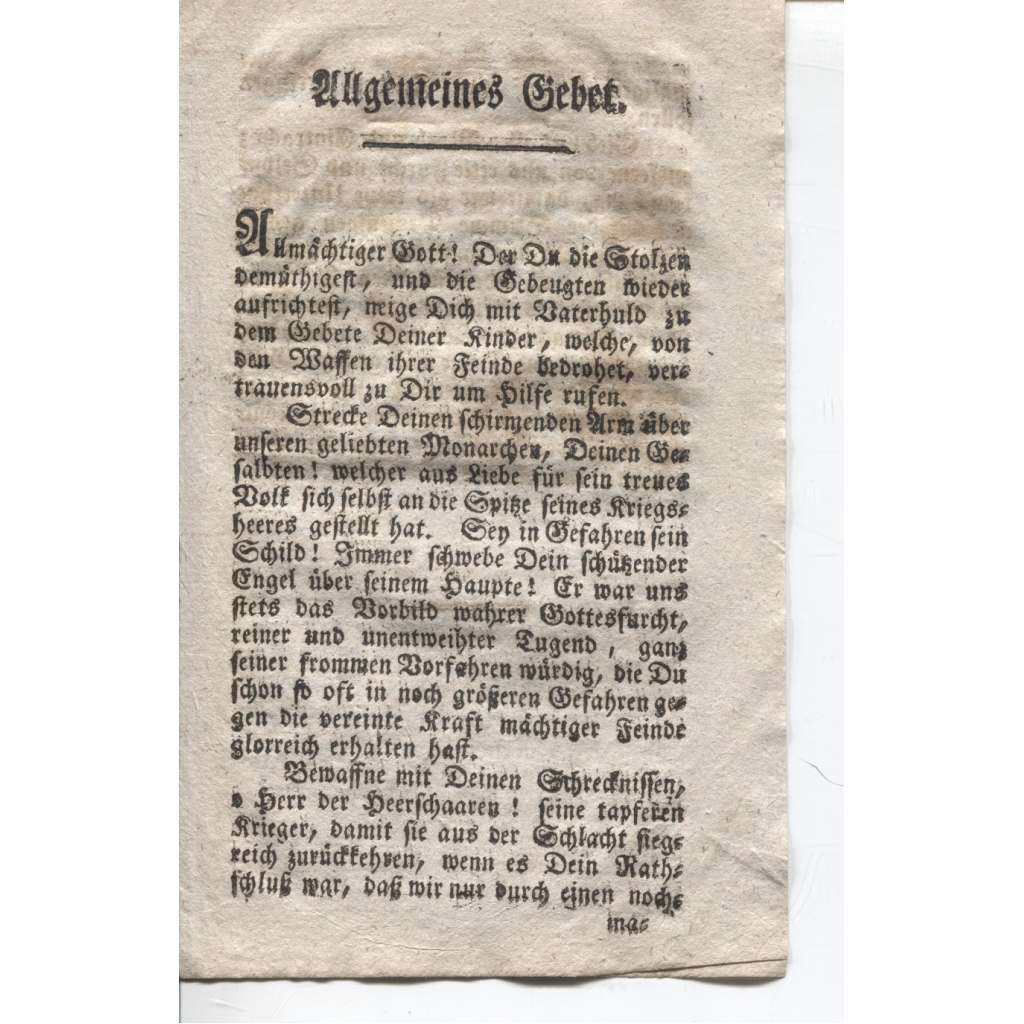 Allgemeines Gebet.
Allmächtiger Gott! Der Du die Stolzen
demüthigest, und die Gebeugten wieder
aufrichtest, neige Dich mit Vaterhuld zu
dem Gebete Deiner Kinder, welche, von
den Waffen ihrer Feinde bedrohet, ver-
trauensvoll zu Dir um Hilfe rufen.
Strecke Deinen schirmenden Arm über
unseren geliebten Monarchen, Deinen Ge-
salbten! welcher aus Liebe für sein treues
Volk sich selbst an die Spitze seines Kriegs-
heeres gestellt hat. Sey in Gefahren sein
Schild! Immer schwebe Dein schützender
Engel über seinem Haupte! Er war uns
stets das Vorbild wahrer Gottesfurcht,
reiner und unentweihter Tugend, ganz
seiner frommen Vorfahren würdig, die Du
schon so oft in noch größeren Gefahren ge-
gen die vereinte Kraft mächtiger Feinde
glorreich erhalten hast.
Bewaffne mit Deinen Schrecknissen,
o Herr der Heerschaaren! seine tapferen
Krieger, damit sie aus der Schlacht sieg-
reich zurückkehren, wenn es Dein Rath-
schluß war, daß wir nur durch einen noch-
ma-